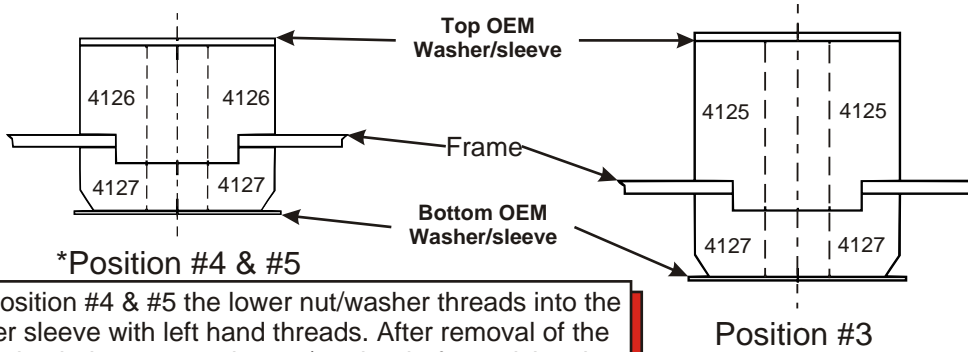 Top OEM
Washer/sleeve
4126 4126
4125 4125
Frame
4127 4127
Bottom OEM
Washer/sleeve
4127 4127
*Position #4 & #5
Position #3
osition #4 & #5 the lower nut/washer threads into the
er sleeve with left hand threads. After removal of the